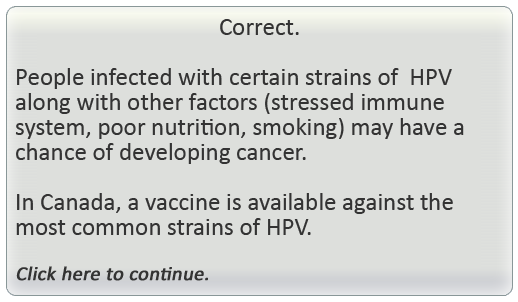 Correct.
People infected with certain strains of  HPV
along with other factors (stressed immune
system, poor nutrition, smoking) may have a
chance of developing cancer.
In Canada, a vaccine is available against the
most common strains of HPV.
Click here to continue.